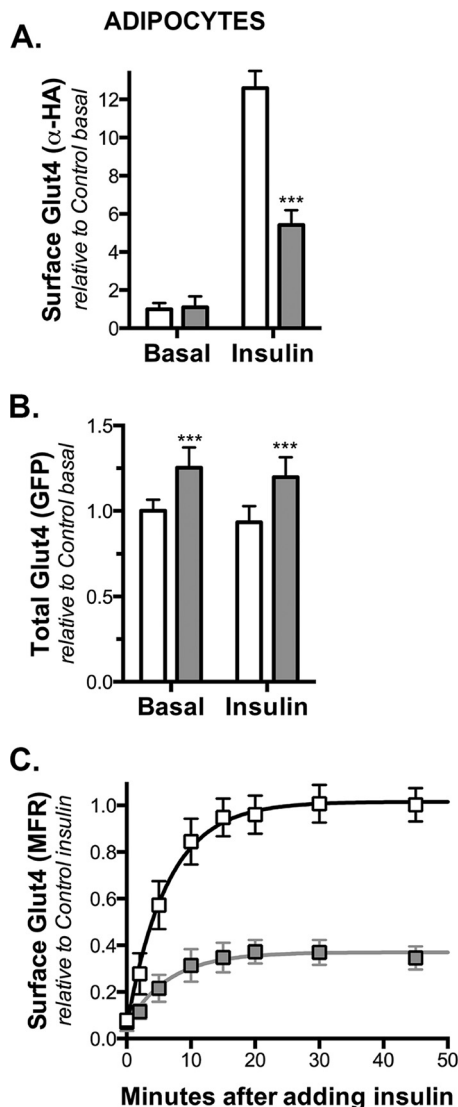 ADIPOCYTES
A.
Surface Glut4 (α-HA)
relative to Control basal
12
10
8
6
4
2
0
***
Basal Insulin
B.
Total Glut4 (GFP)
relative to Control basal
1.5
1.0
0.5
0.0
*** ***
Basal Insulin
C.
Surface Glut4 (MFR)
relative to Control insulin
1.0
0.8
0.6
0.4
0.2
0.0
0 10 20 30 40 50
Minutes after adding insulin